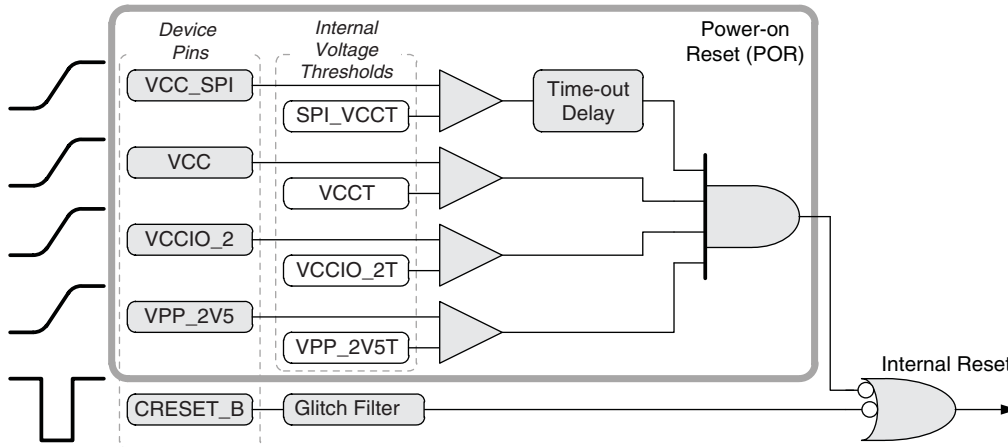 Device
Pins
Internal
Voltage
Thresholds
Power-on
Reset (POR)
VCC_SPI
SPI_VCCT
Time-out
Delay
VCC
VCCT
VCCIO_2
VCCIO_2T
VPP_2V5
VPP_2V5T
Internal Reset
CRESET_B
Glitch Filter